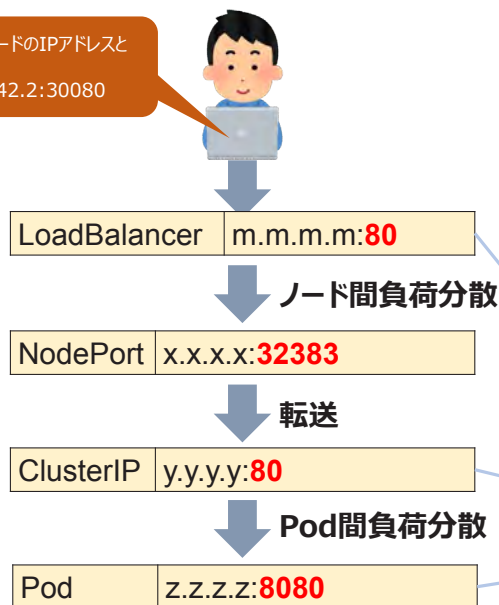 ードのIPアドレスと
42.2:30080
LoadBalancer m.m.m.m:80
ノード間負荷分散
NodePort x.x.x.x:32383
転送
ClusterIP y.y.y.y:80
Pod間負荷分散
Pod z.z.z.z:8080